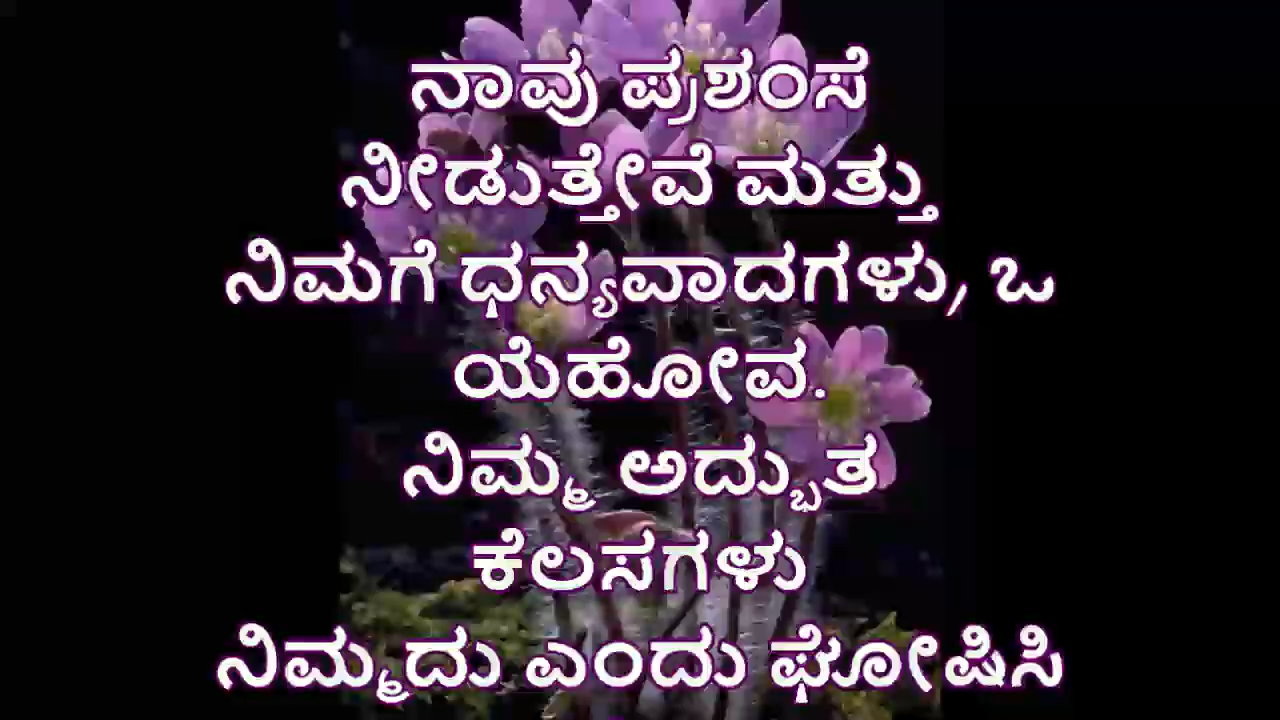 ನಾವು ಪ್ರಶಂಸೆ
ನೀಡುತ್ತೇವೆ ಮತ್ತು
ನಿಮಗೆ ಧನ್ಯವಾದಗಳು, ಒ
ಯೆಹೋವ.
ನಿಮ್ಮ ಅದ್ಭುತ
ಕೆಲಸಗಳು
ನಿಮ್ಮದು ಎಂದು ಘೋಷಿಸಿ